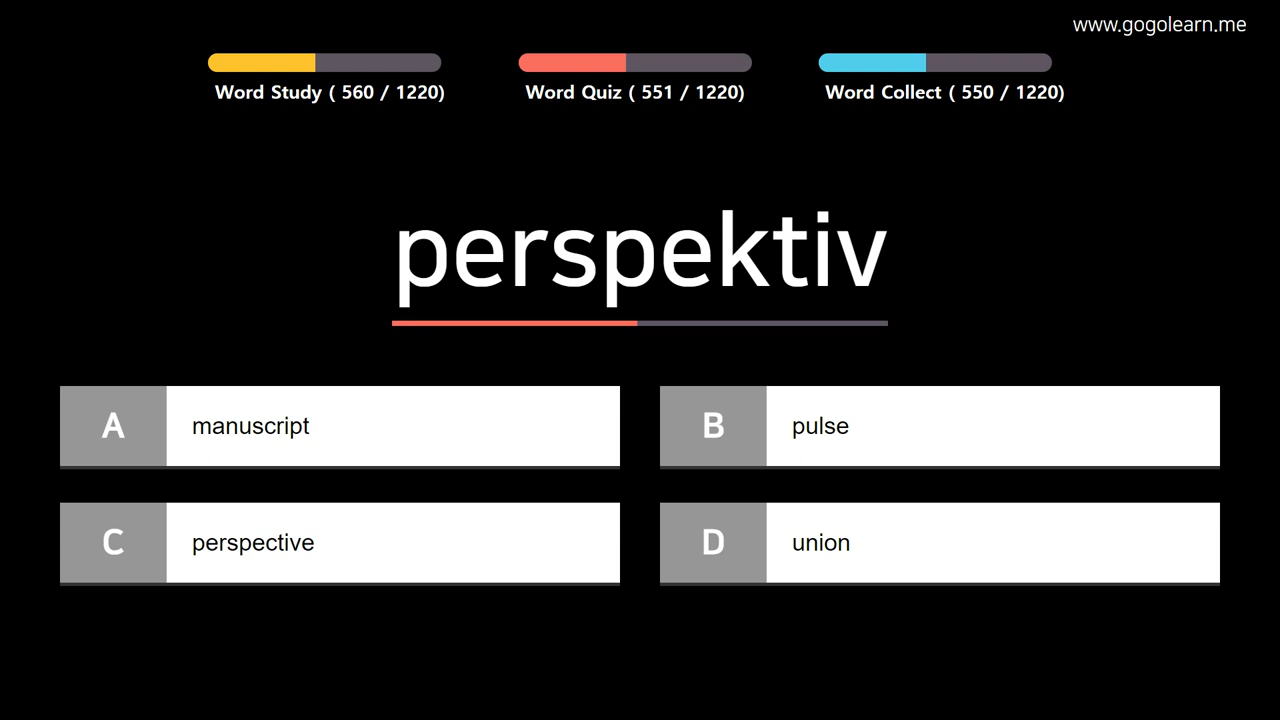 www.gogolearn.me
Word Study ( 560 / 1220)
Word Quiz ( 551 / 1220)
Word Collect ( 550 / 1220)
perspektiv
A manuscript
B pulse
C perspective
D union